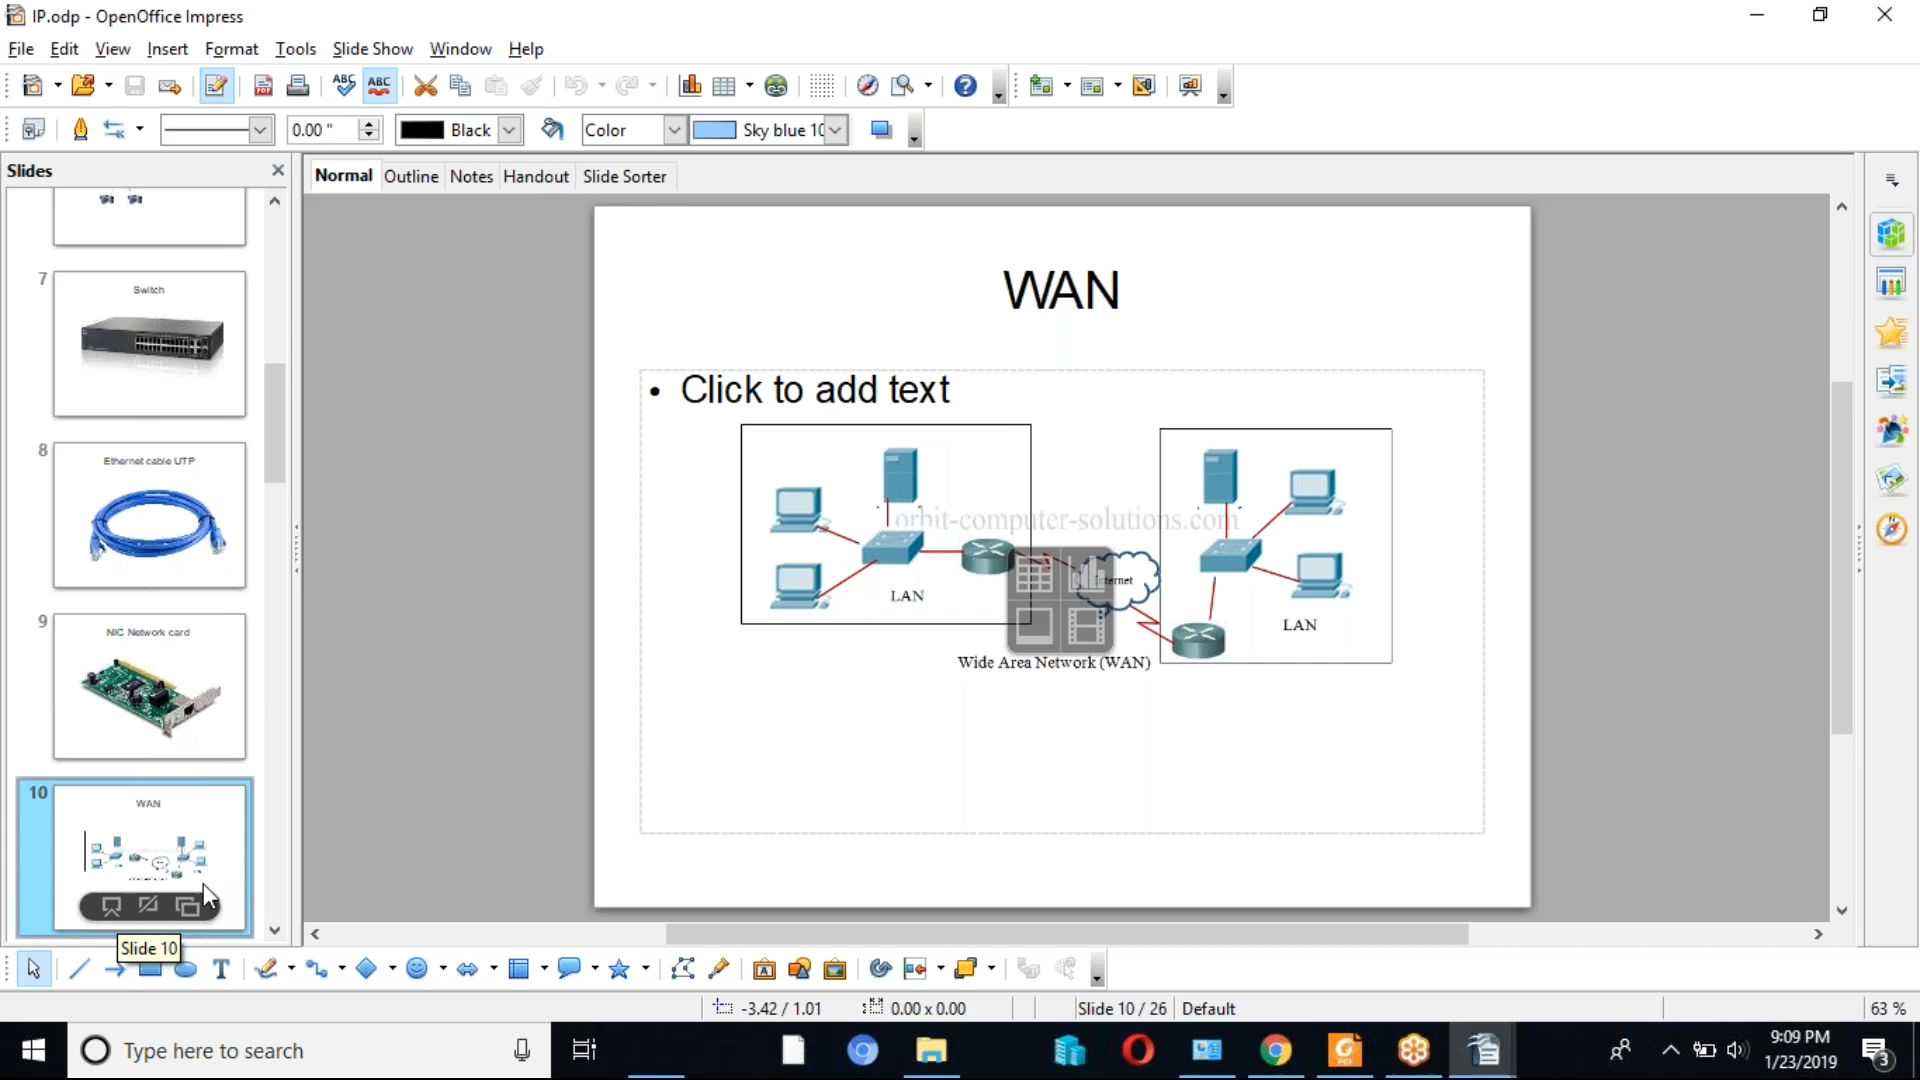 IP.odp - OpenOffice Impress
File Edit View Insert Format Tools Slide Show Window Help
0.00 "
Black
Color
Sky blue 10
Slides
Normal Outline Notes Handout Slide Sorter
7
Switch
8
Ethernet cable UTP
9
NIC Network card
10
WAN
Slide 10
WAN
• Click to add text
orbit-computer-solutions.com
LAN
Internet
LAN
Wide Area Network (WAN)
-3.42 / 1.01
0.00 x 0.00
Slide 10 / 26
Default
63 %
Type here to search
9:09 PM
1/23/2019
3